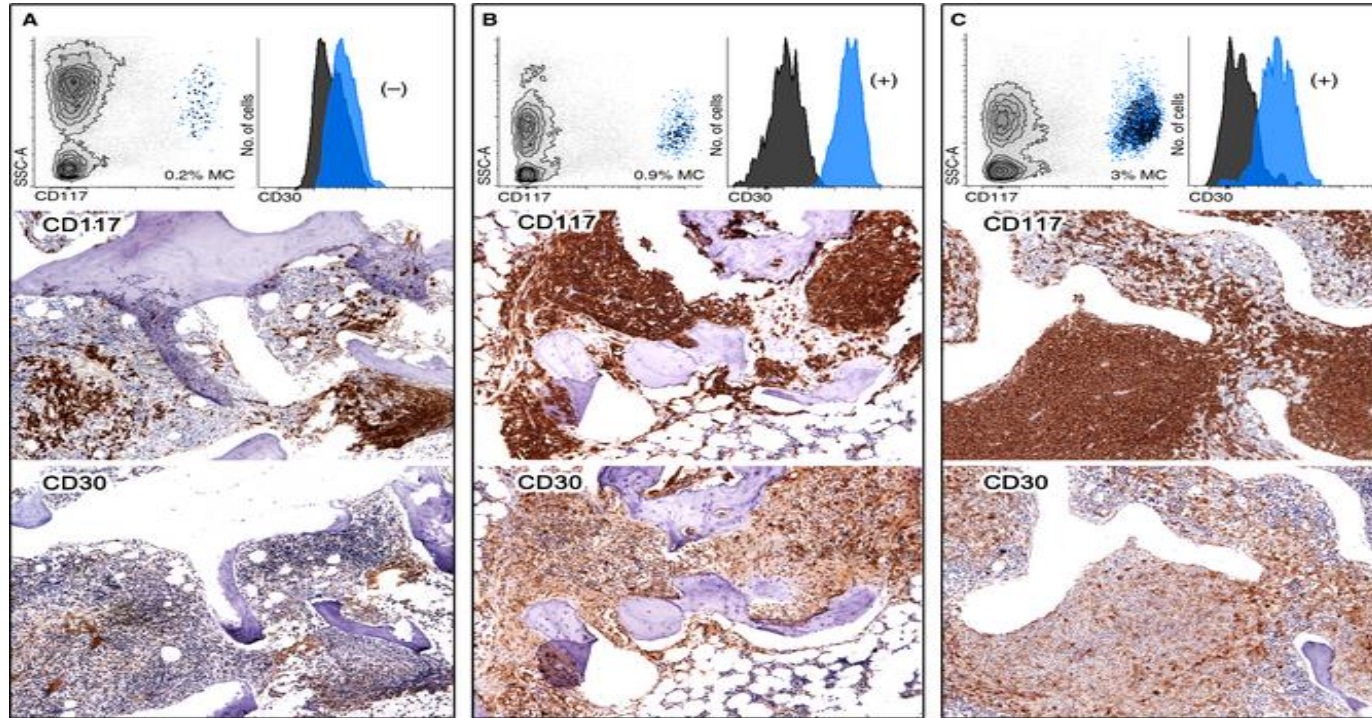 A
SSC-A
CD117
0.2% MC
No. of cells
CD30
(−)
CD117
CD30
B
SSC-A
CD117
0.9% MC
No. of cells
CD30
(+)
CD117
CD30
C
SSC-A
CD117
3% MC
No. of cells
CD30
(+)
CD117
CD30